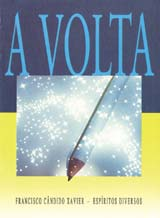 A VOLTA
FRANCISCO CÂNDIDO XAVIER – ESPÍRITOS DIVERSOS